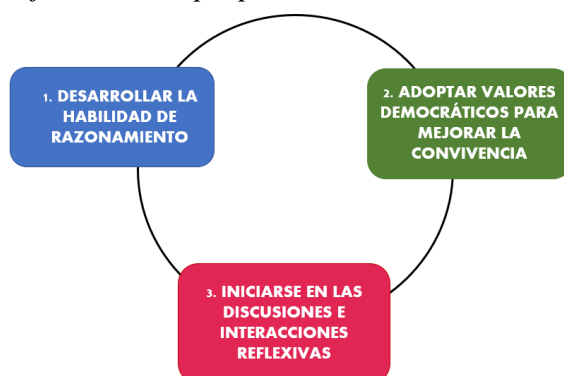 1. DESARROLLAR LA
HABILIDAD DE
RAZONAMIENTO
2. ADOPTAR VALORES
DEMOCRÁTICOS PARA
MEJORAR LA
CONVIVENCIA
3. INICIARSE EN LAS
DISCUSIONES E
INTERACCIONES
REFLEXIVAS